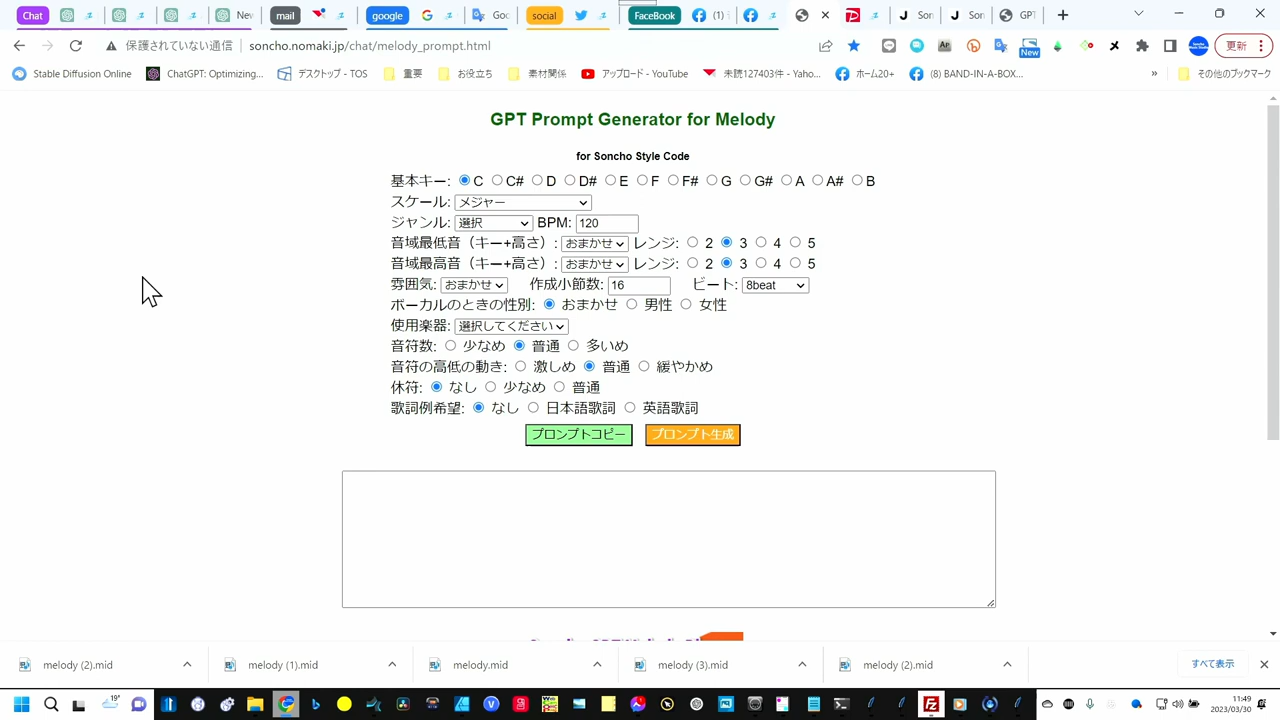 Chat
New
mail
google
G
Goo
social
FaceBook
(1)
Son
Son
GPT
保護されていない通信 soncho.nomaki.jp/chat/melody_prompt.html
New
更新
Stable Diffusion Online ChatGPT: Optimizing... デスクトップ - TOS 重要 お役立ち 素材関係 アップロード - YouTube 未読127403件 - Yaho... ホーム20+ (8) BAND-IN-A-BOX... » その他のブックマーク
GPT Prompt Generator for Melody
for Soncho Style Code
基本キー: C C# D D# E F F# G G# A A# B
スケール: メジャー
ジャンル: 選択 BPM: 120
音域最低音（キー+高さ）: おまかせ レンジ: 2 3 4 5
音域最高音（キー+高さ）: おまかせ レンジ: 2 3 4 5
雰囲気: おまかせ 作成小節数: 16 ビート: 8beat
ボーカルのときの性別: おまかせ 男性 女性
使用楽器: 選択してください
音符数: 少なめ 普通 多いめ
音符の高低の動き: 激しめ 普通 緩やかめ
休符: なし 少なめ 普通
歌詞例希望: なし 日本語歌詞 英語歌詞
プロンプトコピー プロンプト生成
melody (2).mid melody (1).mid melody.mid melody (3).mid melody (2).mid すべて表示
19°
11:49
2023/03/30